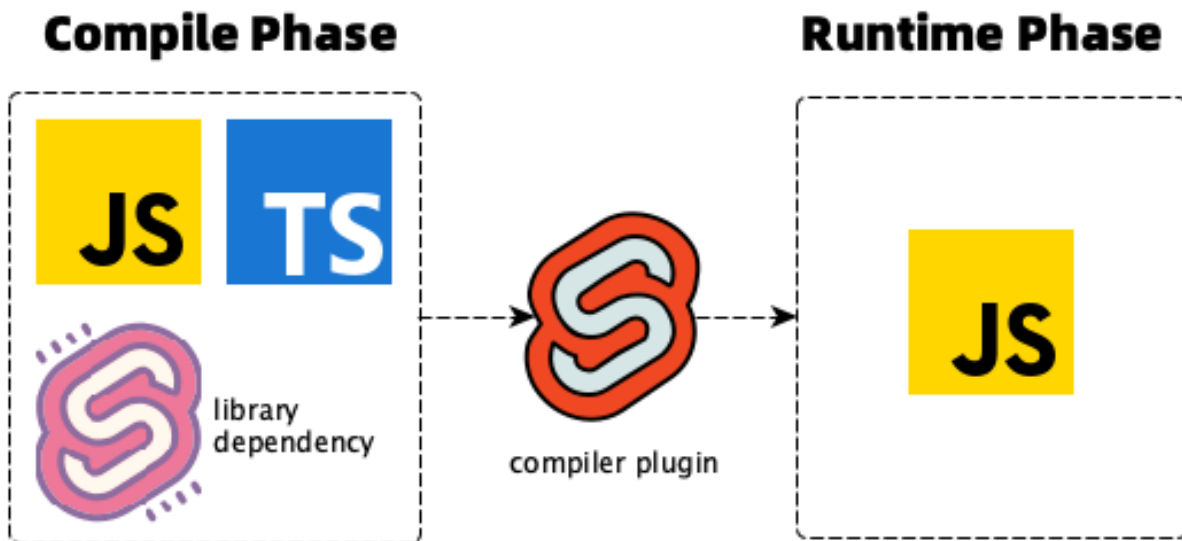 Compile Phase
Runtime Phase
JS
TS
library
dependency
compiler plugin
JS